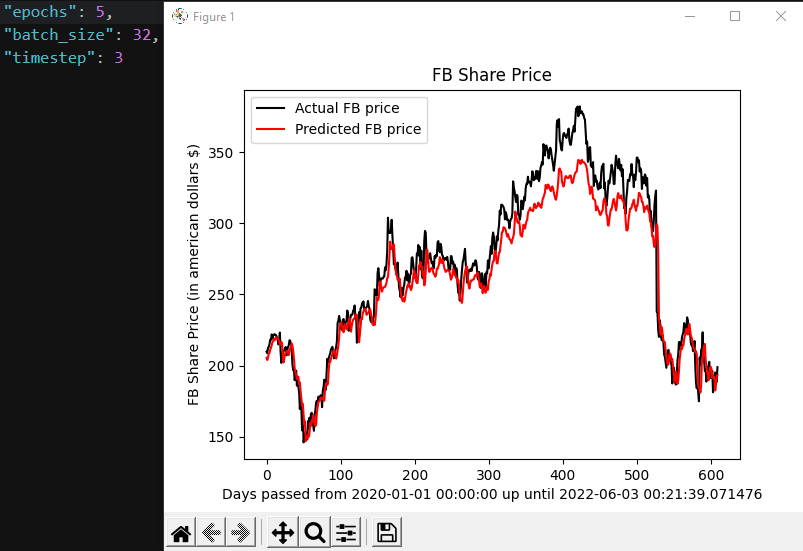 "epochs": 5,
"batch_size": 32,
"timestep": 3
Figure 1
FB Share Price
Actual FB price
Predicted FB price
FB Share Price (in american dollars $)
350
300
250
200
150
0 100 200 300 400 500 600
Days passed from 2020-01-01 00:00:00 up until 2022-06-03 00:21:39.071476